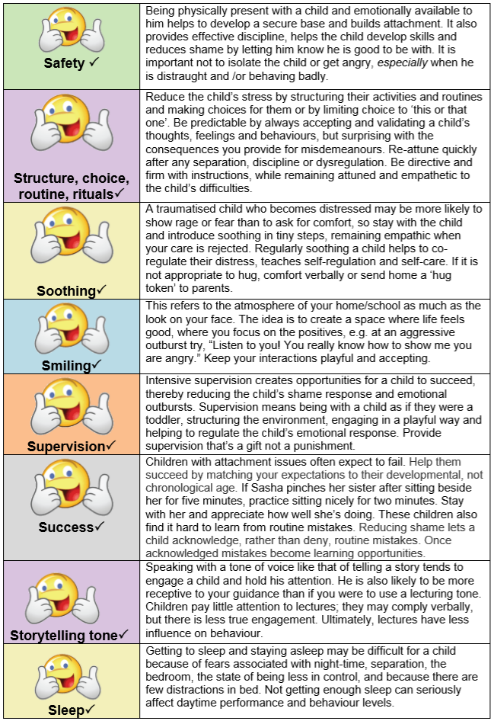 Being physically present with a child and emotionally available to
him helps to develop a secure base and builds attachment. It also
provides effective discipline, helps the child develop skills and
reduces shame by letting him know he is good to be with. It is
important not to isolate the child or get angry, especially when he
is distraught and /or behaving badly.
Safety ✓
Reduce the child's stress by structuring their activities and routines
and making choices for them or by limiting choice to 'this or that
one'. Be predictable by always accepting and validating a child's
thoughts, feelings and behaviours, but surprising with the
consequences you provide for misdemeanours. Re-attune quickly
after any separation, discipline or dysregulation. Be directive and
firm with instructions, while remaining attuned and empathetic to
the child's difficulties.
Structure, choice,
routine, rituals✓
A traumatised child who becomes distressed may be more likely to
show rage or fear than to ask for comfort, so stay with the child
and introduce soothing in tiny steps, remaining empathic when
your care is rejected. Regularly soothing a child helps to co-
regulate their distress, teaches self-regulation and self-care. If it is
not appropriate to hug, comfort verbally or send home a 'hug
token' to parents.
Soothing✓
This refers to the atmosphere of your home/school as much as the
look on your face. The idea is to create a space where life feels
good, where you focus on the positives, e.g. at an aggressive
outburst try, "Listen to you! You really know how to show me you
are angry." Keep your interactions playful and accepting.
Smiling✓
Intensive supervision creates opportunities for a child to succeed,
thereby reducing the child's shame response and emotional
outbursts. Supervision means being with a child as if they were a
toddler, structuring the environment, engaging in a playful way and
helping to regulate the child's emotional response. Provide
supervision that's a gift not a punishment.
Supervision✓
Children with attachment issues often expect to fail. Help them
succeed by matching your expectations to their developmental, not
chronological age. If Sasha pinches her sister after sitting beside
her for five minutes, practice sitting nicely for two minutes. Stay
with her and appreciate how well she's doing. These children also
find it hard to learn from routine mistakes. Reducing shame lets a
child acknowledge, rather than deny, routine mistakes. Once
acknowledged mistakes become learning opportunities.
Success✓
Speaking with a tone of voice like that of telling a story tends to
engage a child and hold his attention. He is also likely to be more
receptive to your guidance than if you were to use a lecturing tone.
Children pay little attention to lectures; they may comply verbally,
but there is less true engagement. Ultimately, lectures have less
influence on behaviour.
Storytelling tone✓
Getting to sleep and staying asleep may be difficult for a child
because of fears associated with night-time, separation, the
bedroom, the state of being less in control, and because there are
few distractions in bed. Not getting enough sleep can seriously
affect daytime performance and behaviour levels.
Sleep✓